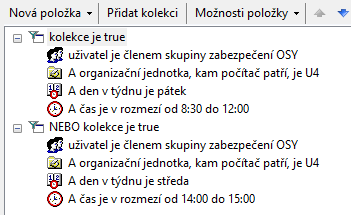 Nová položka Přidat kolekci Možnosti položky
kolekce je true
uživatel je členem skupiny zabezpečení OSY
A organizační jednotka, kam počítač patří, je U4
A den v týdnu je pátek
A čas je v rozmezí od 8:30 do 12:00
NEBO kolekce je true
uživatel je členem skupiny zabezpečení OSY
A organizační jednotka, kam počítač patří, je U4
A den v týdnu je středa
A čas je v rozmezí od 14:00 do 15:00